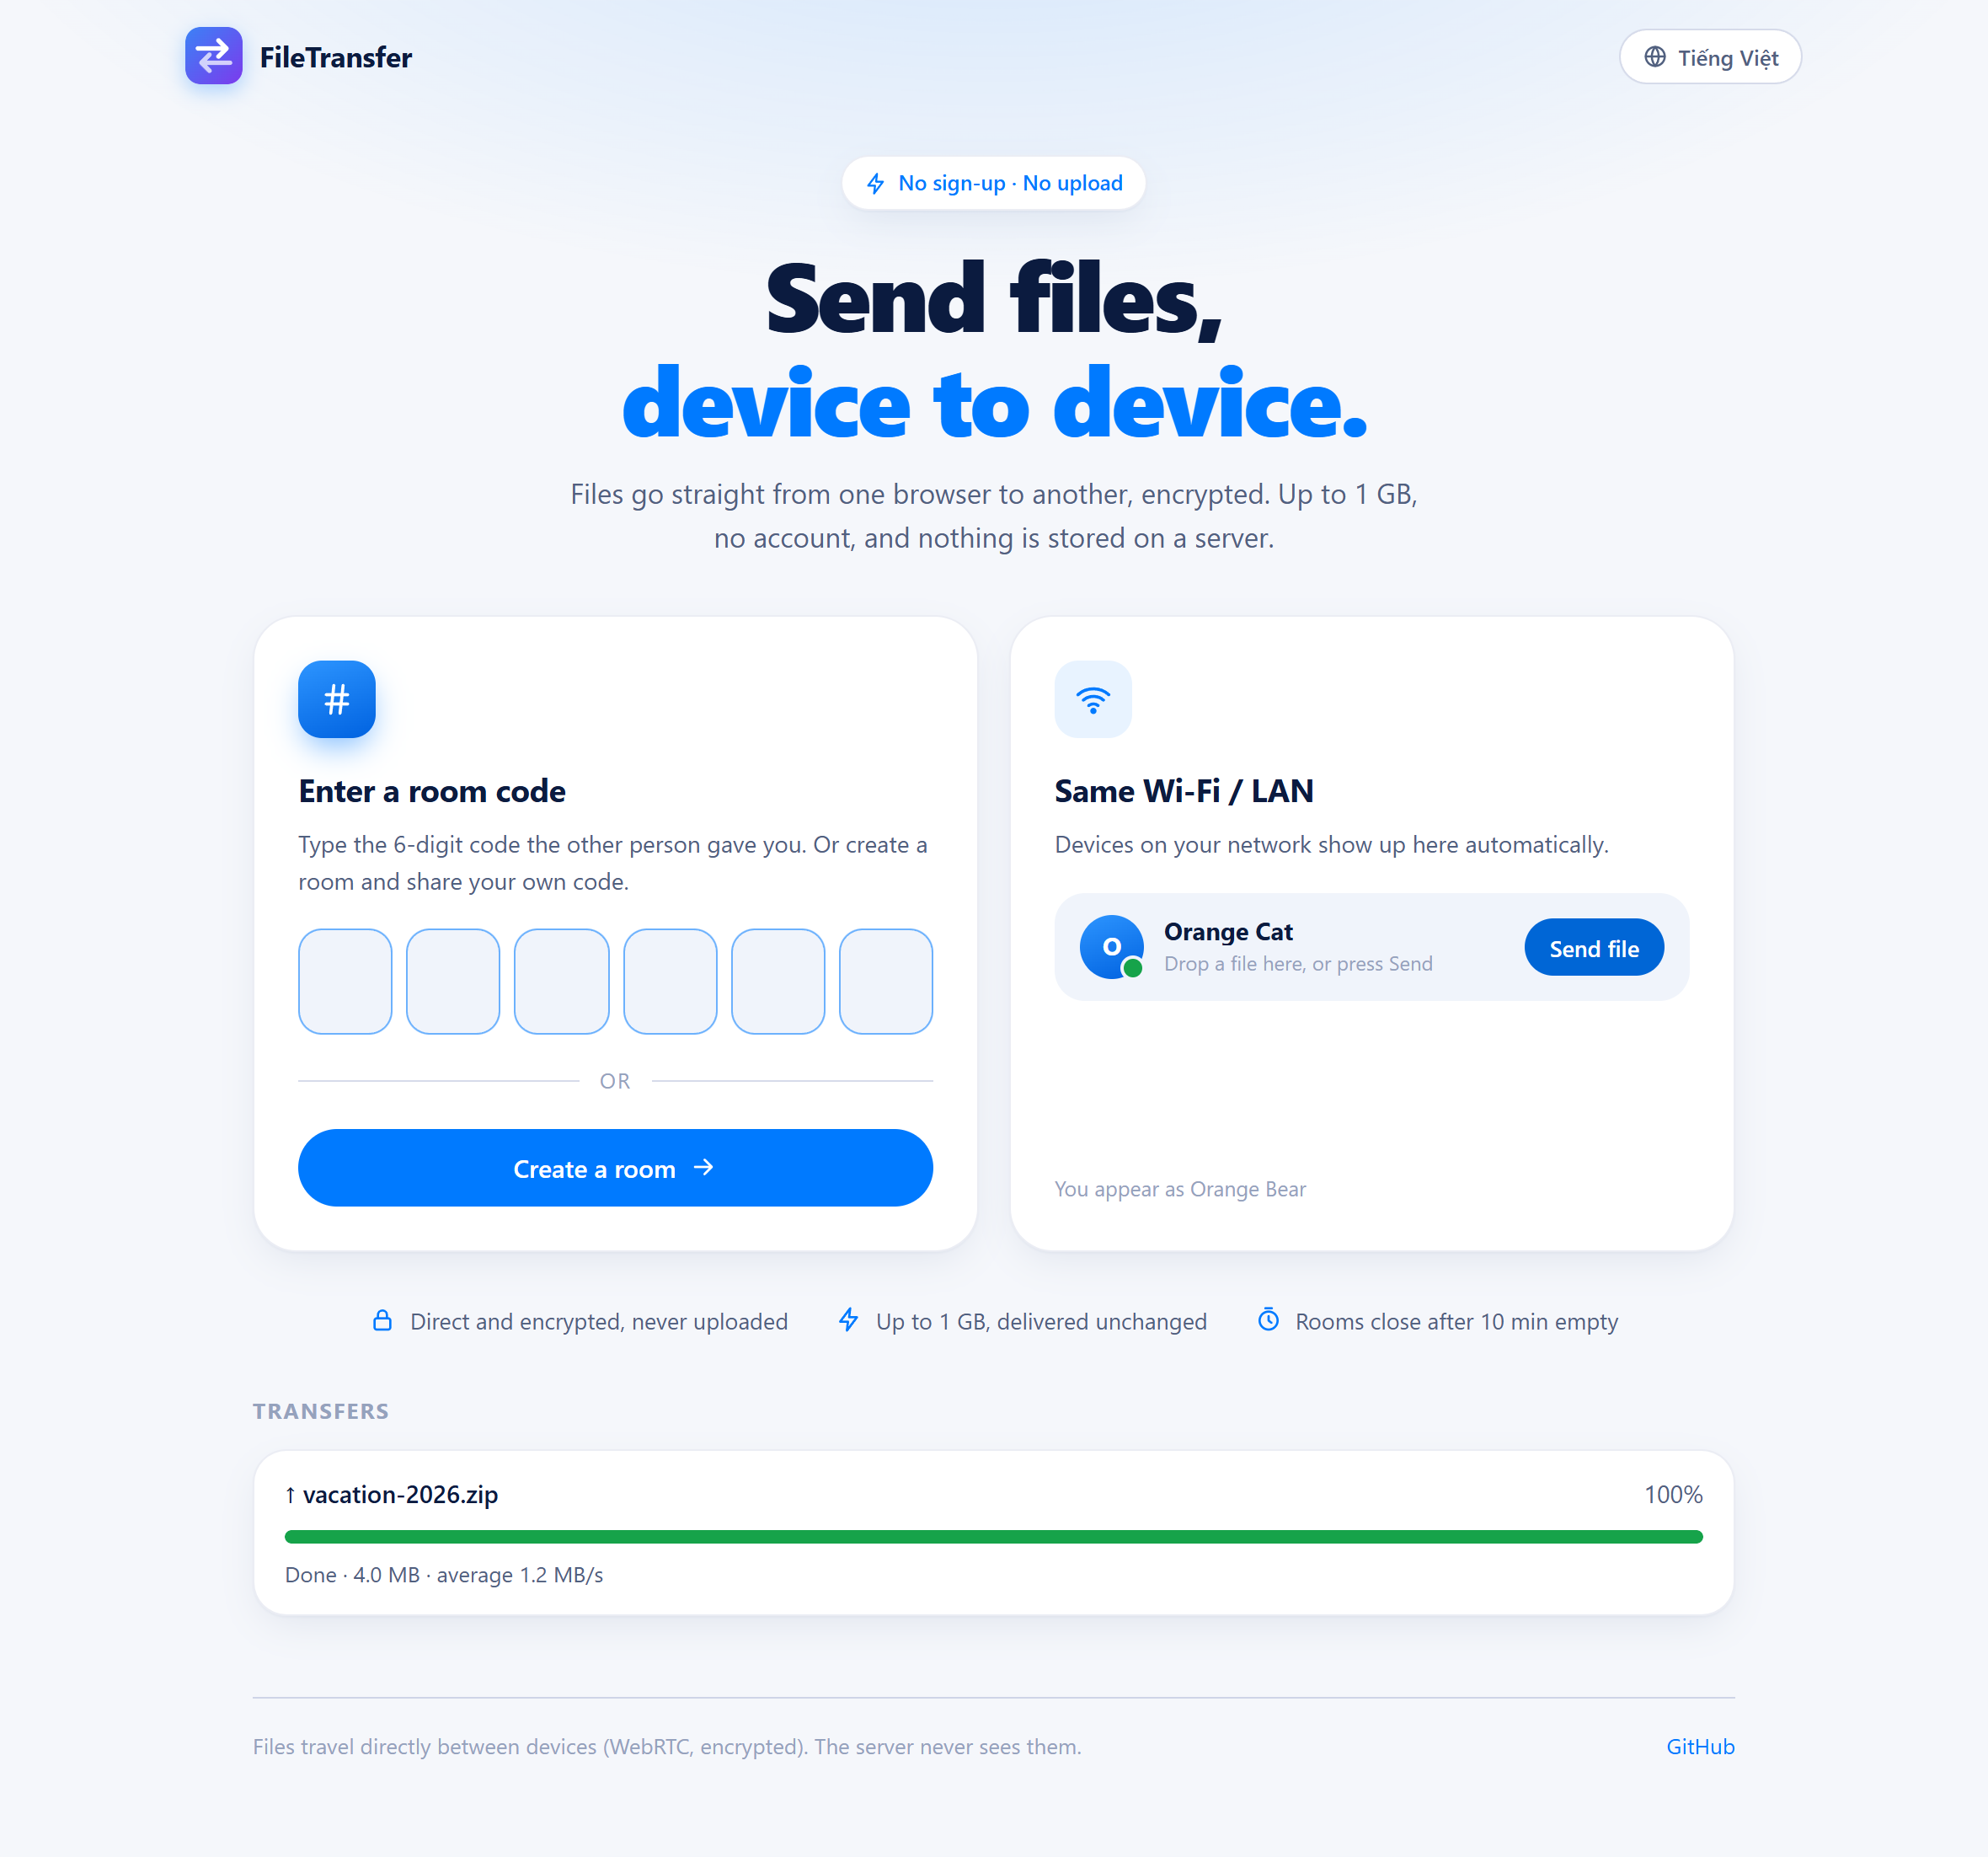 FileTransfer
Tiếng Việt
No sign-up · No upload
Send files,
device to device.
Files go straight from one browser to another, encrypted. Up to 1 GB,
no account, and nothing is stored on a server.
#
Enter a room code
Type the 6-digit code the other person gave you. Or create a
room and share your own code.
OR
Create a room →
Same Wi-Fi / LAN
Devices on your network show up here automatically.
O
Orange Cat
Drop a file here, or press Send
Send file
You appear as Orange Bear
Direct and encrypted, never uploaded
Up to 1 GB, delivered unchanged
Rooms close after 10 min empty
TRANSFERS
↑ vacation-2026.zip
100%
Done · 4.0 MB · average 1.2 MB/s
Files travel directly between devices (WebRTC, encrypted). The server never sees them.
GitHub